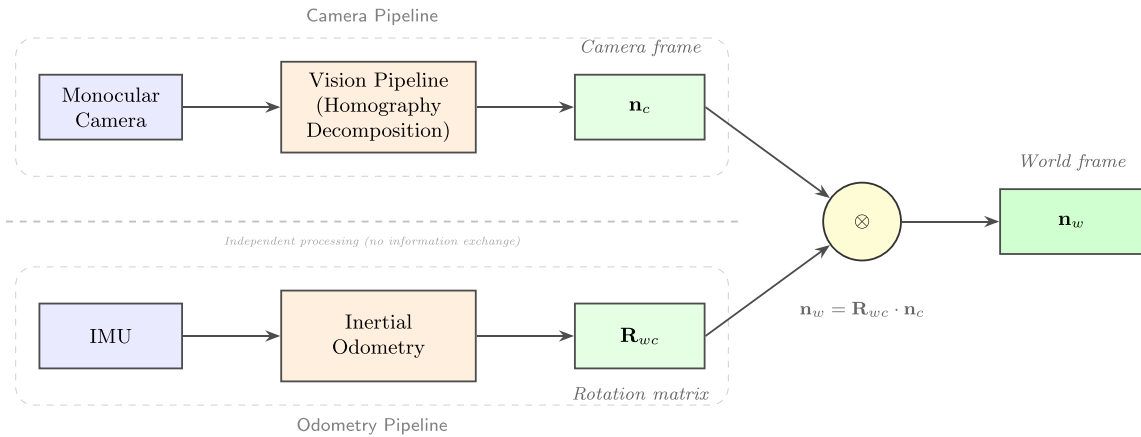 Camera Pipeline
Camera frame
Monocular
Camera
Vision Pipeline
(Homography
Decomposition)
n_c
World frame
⊗
n_w
Independent processing (no information exchange)
n_w = R_wc · n_c
IMU
Inertial
Odometry
R_wc
Rotation matrix
Odometry Pipeline